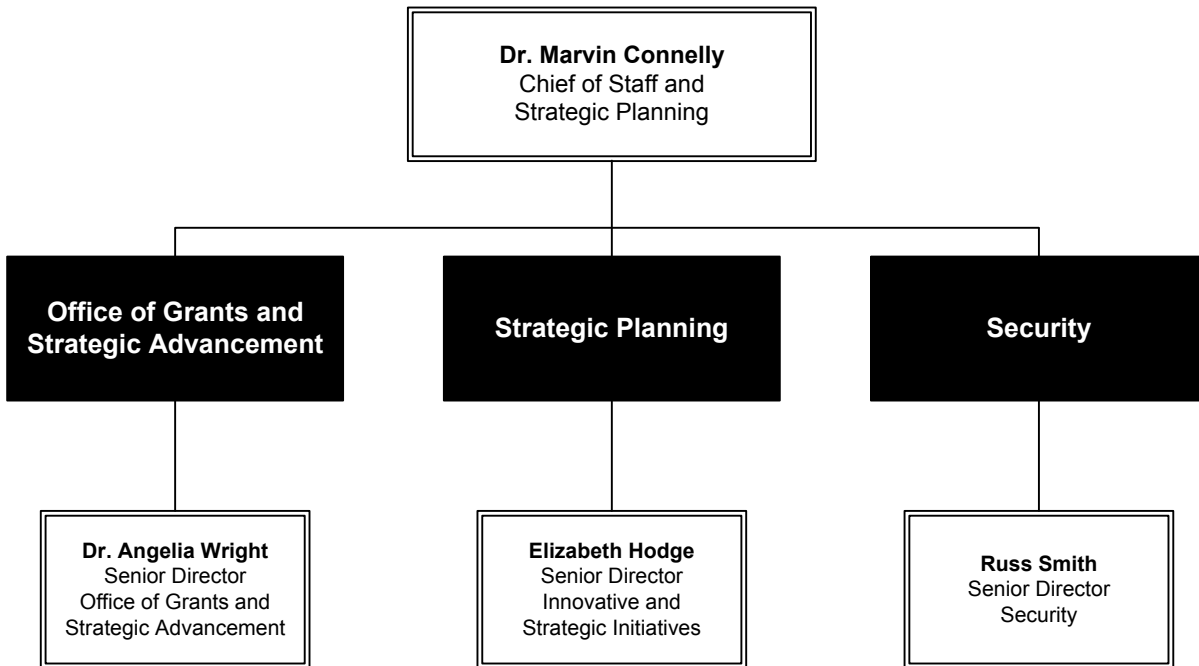 Dr. Marvin Connelly
Chief of Staff and
Strategic Planning
Office of Grants and
Strategic Advancement
Strategic Planning
Security
Dr. Angelia Wright
Senior Director
Office of Grants and
Strategic Advancement
Elizabeth Hodge
Senior Director
Innovative and
Strategic Initiatives
Russ Smith
Senior Director
Security